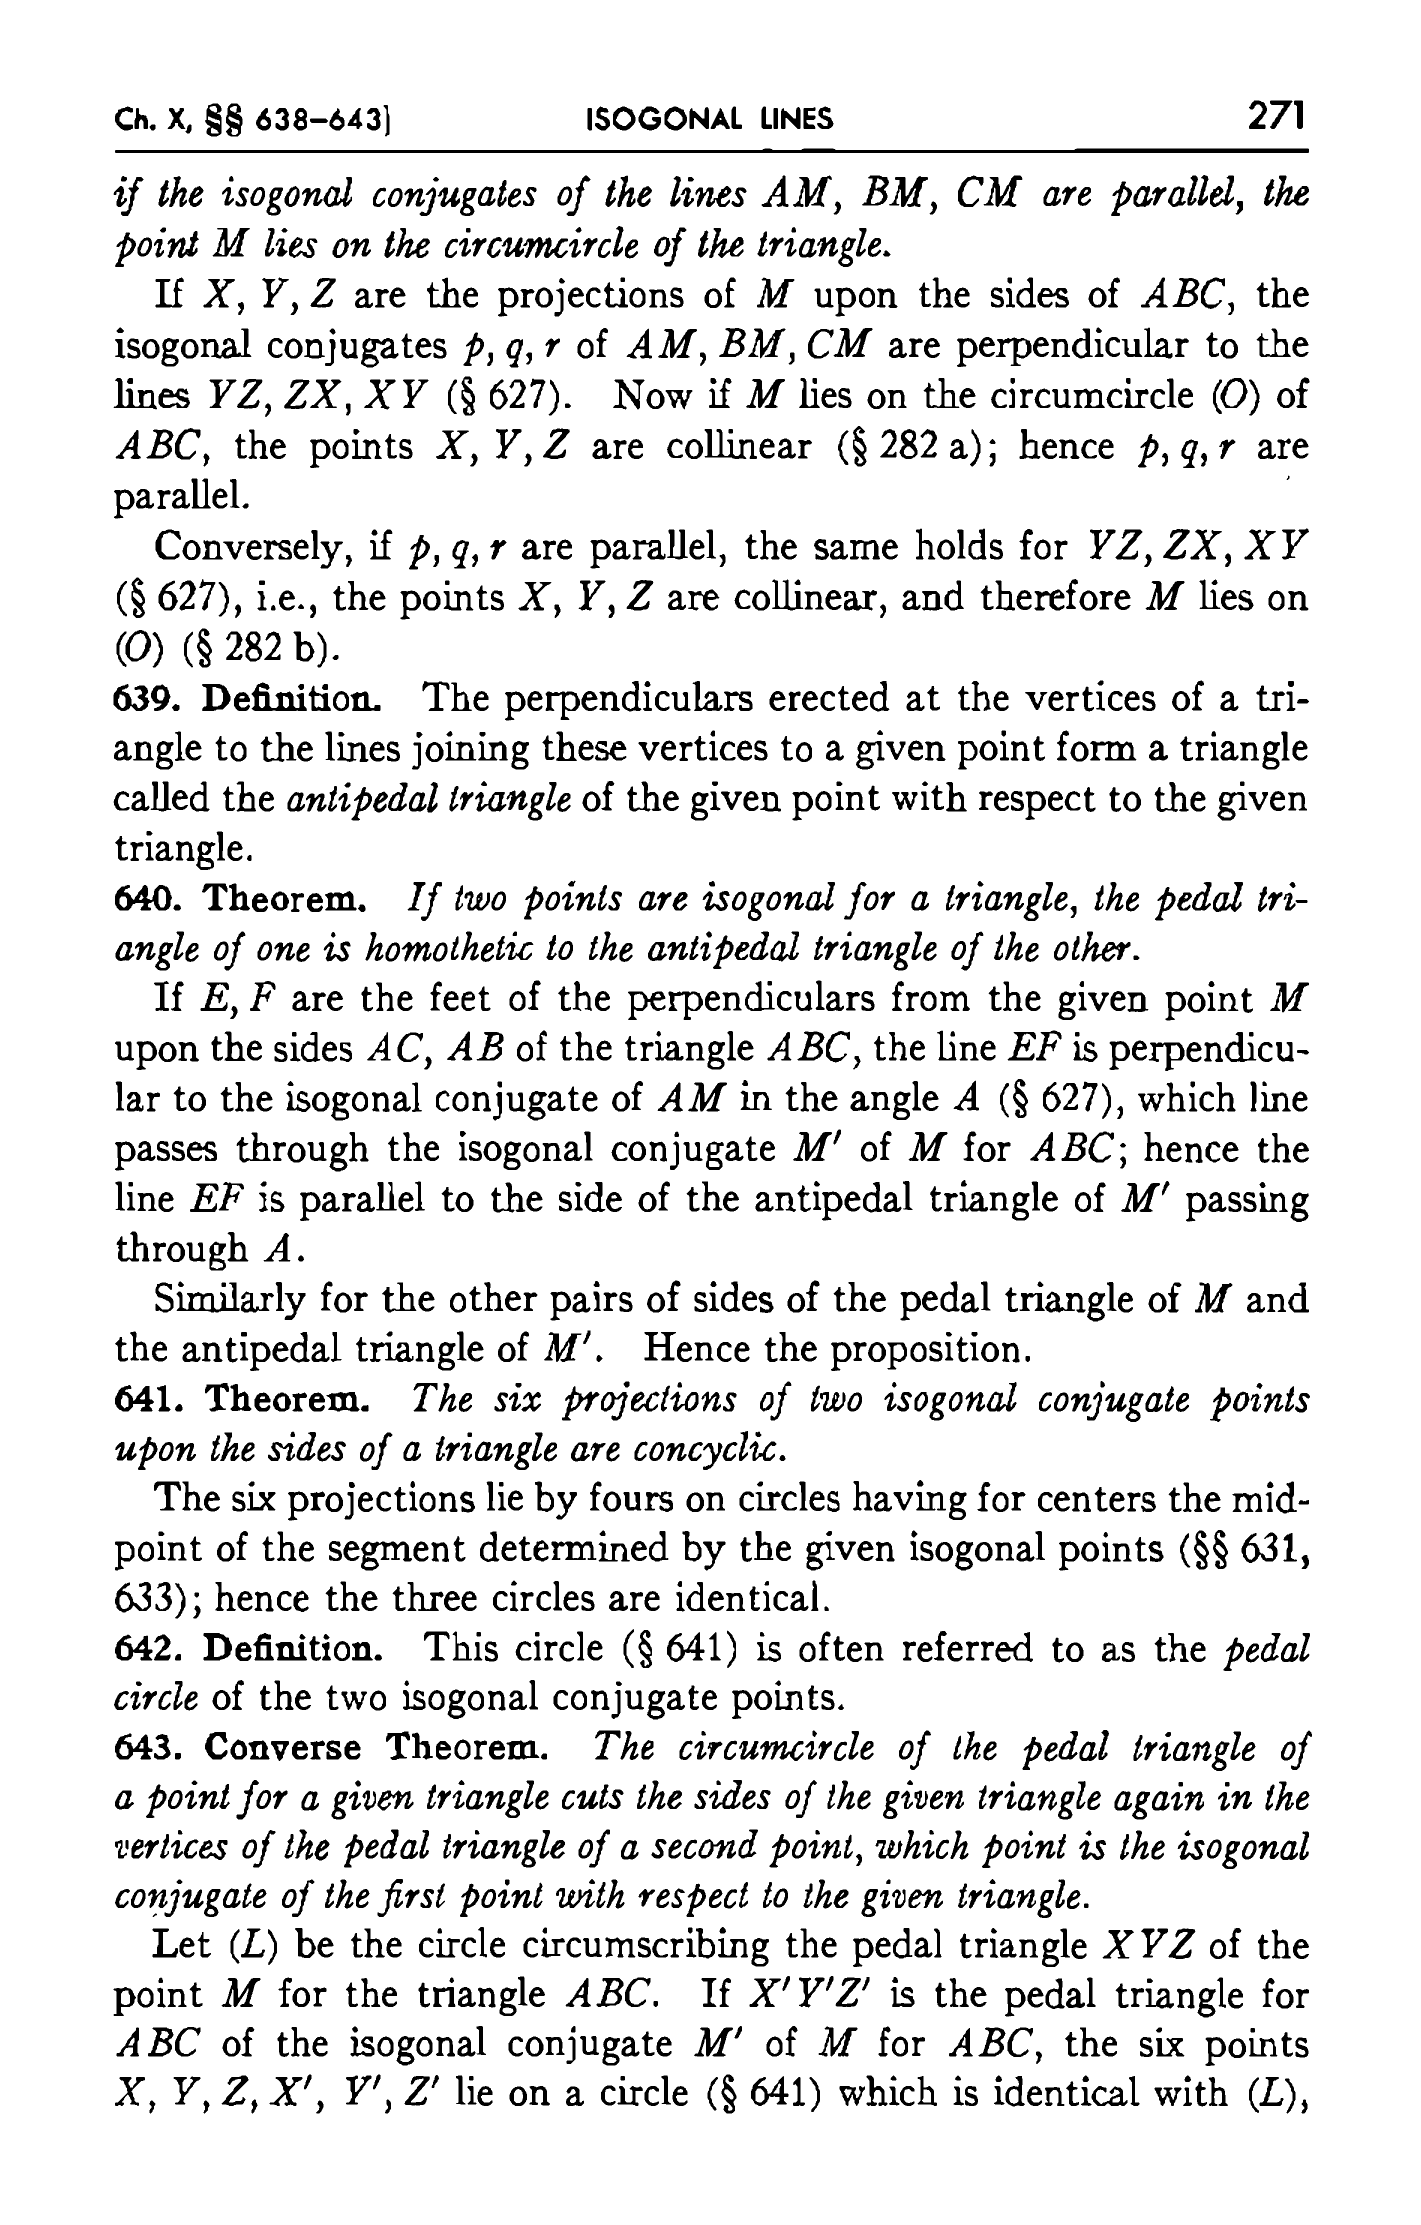 Ch. X, §§ 638–643] ISOGONAL LINES 271
if the isogonal conjugates of the lines AM, BM, CM are parallel, the
point M lies on the circumcircle of the triangle.
If X, Y, Z are the projections of M upon the sides of ABC, the
isogonal conjugates p, q, r of AM, BM, CM are perpendicular to the
lines YZ, ZX, XY (§ 627). Now if M lies on the circumcircle (O) of
ABC, the points X, Y, Z are collinear (§ 282 a); hence p, q, r are
parallel.
Conversely, if p, q, r are parallel, the same holds for YZ, ZX, XY
(§ 627), i.e., the points X, Y, Z are collinear, and therefore M lies on
(O) (§ 282 b).
639. Definition. The perpendiculars erected at the vertices of a tri-
angle to the lines joining these vertices to a given point form a triangle
called the antipedal triangle of the given point with respect to the given
triangle.
640. Theorem. If two points are isogonal for a triangle, the pedal tri-
angle of one is homothetic to the antipedal triangle of the other.
If E, F are the feet of the perpendiculars from the given point M
upon the sides AC, AB of the triangle ABC, the line EF is perpendicu-
lar to the isogonal conjugate of AM in the angle A (§ 627), which line
passes through the isogonal conjugate M' of M for ABC; hence the
line EF is parallel to the side of the antipedal triangle of M' passing
through A.
Similarly for the other pairs of sides of the pedal triangle of M and
the antipedal triangle of M'. Hence the proposition.
641. Theorem. The six projections of two isogonal conjugate points
upon the sides of a triangle are concyclic.
The six projections lie by fours on circles having for centers the mid-
point of the segment determined by the given isogonal points (§§ 631,
633); hence the three circles are identical.
642. Definition. This circle (§ 641) is often referred to as the pedal
circle of the two isogonal conjugate points.
643. Converse Theorem. The circumcircle of the pedal triangle of
a point for a given triangle cuts the sides of the given triangle again in the
vertices of the pedal triangle of a second point, which point is the isogonal
conjugate of the first point with respect to the given triangle.
Let (L) be the circle circumscribing the pedal triangle XYZ of the
point M for the triangle ABC. If X'Y'Z' is the pedal triangle for
ABC of the isogonal conjugate M' of M for ABC, the six points
X, Y, Z, X', Y', Z' lie on a circle (§ 641) which is identical with (L),